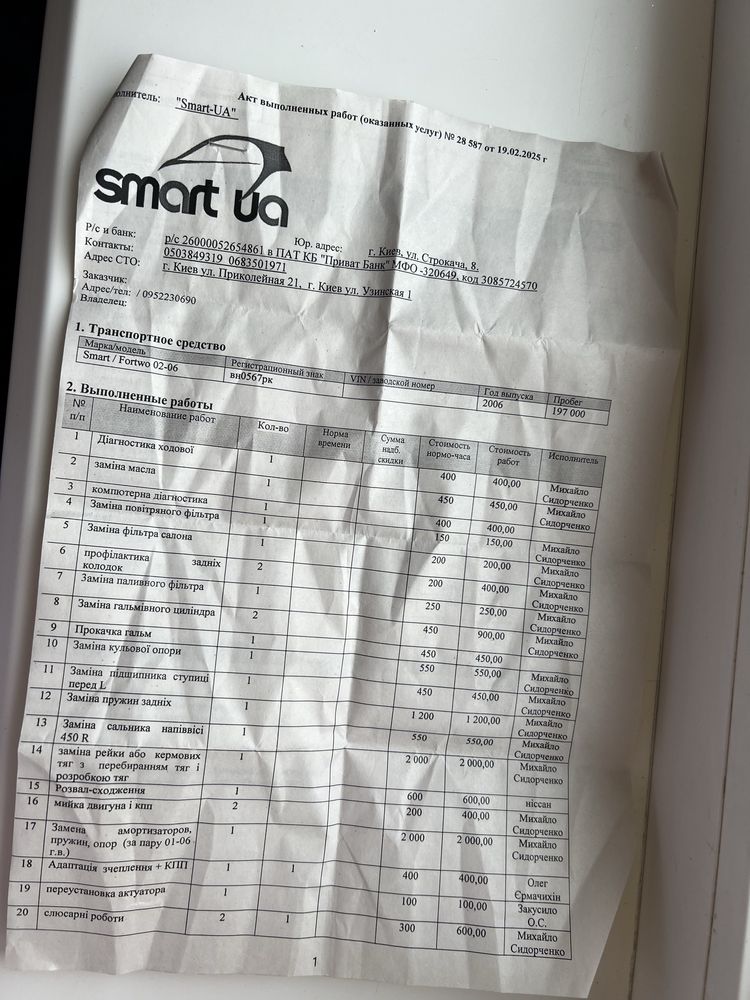 Акт выполненных работ (оказанных услуг) № 28 587 от 19.02.2025 г
олнитель: "Smart-UA"
smart ua
Р/с и банк: р/с 26000052654861 в ПАТ КБ "Приват Банк" МФО -320649, код 3085724570
Юр. адрес: г. Киев, ул. Строкача, 8.
Контакты: 0503849319 0683501971
Адрес СТО: г. Киев ул. Приколейная 21, г. Киев ул. Узинская 1
Заказчик:
Адрес/тел: / 0952230690
Владелец:
1. Транспортное средство
Марка/модель Регистрационный знак VIN / заводской номер Год выпуска Пробег
Smart / Fortwo 02-06 вн0567рк 2006 197 000
2. Выполненные работы
№ п/п Наименование работ Кол-во Норма времени Сумма надб. скидки Стоимость нормо-часа Стоимость работ Исполнитель
1 Діагностика ходової 1 400 400,00 Михайло Сидорченко
2 заміна масла 1 450 450,00 Михайло Сидорченко
3 компютерна діагностика 1 400 400,00
4 Заміна повітряного фільтра 1 150 150,00 Михайло Сидорченко
5 Заміна фільтра салона 1 200 200,00 Михайло Сидорченко
6 профілактика задніх колодок 2 200 400,00 Михайло Сидорченко
7 Заміна паливного фільтра 1 250 250,00 Михайло Сидорченко
8 Заміна гальмівного циліндра 2 450 900,00 Михайло Сидорченко
9 Прокачка гальм 1 450 450,00
10 Заміна кульової опори 1 550 550,00 Михайло Сидорченко
11 Заміна підшипника ступиці перед L 1 450 450,00 Михайло Сидорченко
12 Заміна пружин задніх 1 1 200 1 200,00 Михайло Сидорченко
13 Заміна сальника напіввісі 450 R 1 550 550,00 Михайло Сидорченко
14 заміна рейки або кермових тяг з перебиранням тяг і розробкою тяг 1 2 000 2 000,00 Михайло Сидорченко
15 Розвал-сходження 1 600 600,00 ніссан
16 мийка двигуна і кпп 2 200 400,00 Михайло Сидорченко
17 Замена амортизаторов, пружин, опор (за пару 01-06 г.в.) 1 2 000 2 000,00 Михайло Сидорченко
18 Адаптація зчеплення + КПП 1 1 400 400,00 Олег Єрмачихін
19 переустановка актуатора 1 100 100,00 Закусило О.С.
20 слюсарні роботи 2 1 300 600,00 Михайло Сидорченко
1